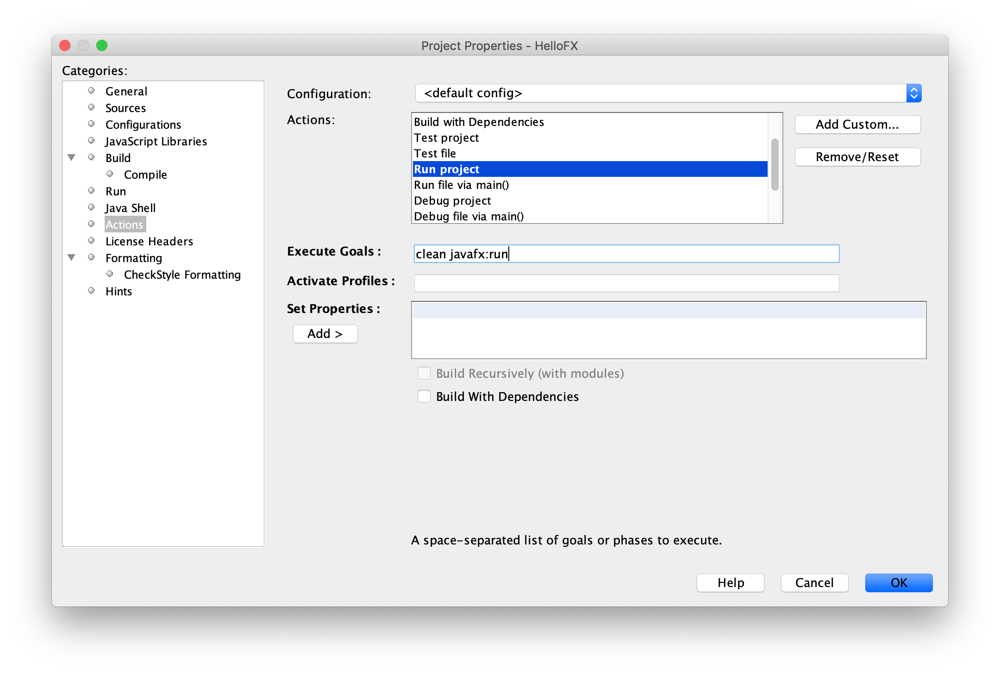 Project Properties - HelloFX
Categories:
General
Sources
Configurations
JavaScript Libraries
Build
Compile
Run
Java Shell
Actions
License Headers
Formatting
CheckStyle Formatting
Hints
Configuration:
<default config>
Actions:
Build with Dependencies
Test project
Test file
Run project
Run file via main()
Debug project
Debug file via main()
Add Custom...
Remove/Reset
Execute Goals :
clean javafx:run
Activate Profiles :
Set Properties :
Add >
Build Recursively (with modules)
Build With Dependencies
A space-separated list of goals or phases to execute.
Help
Cancel
OK